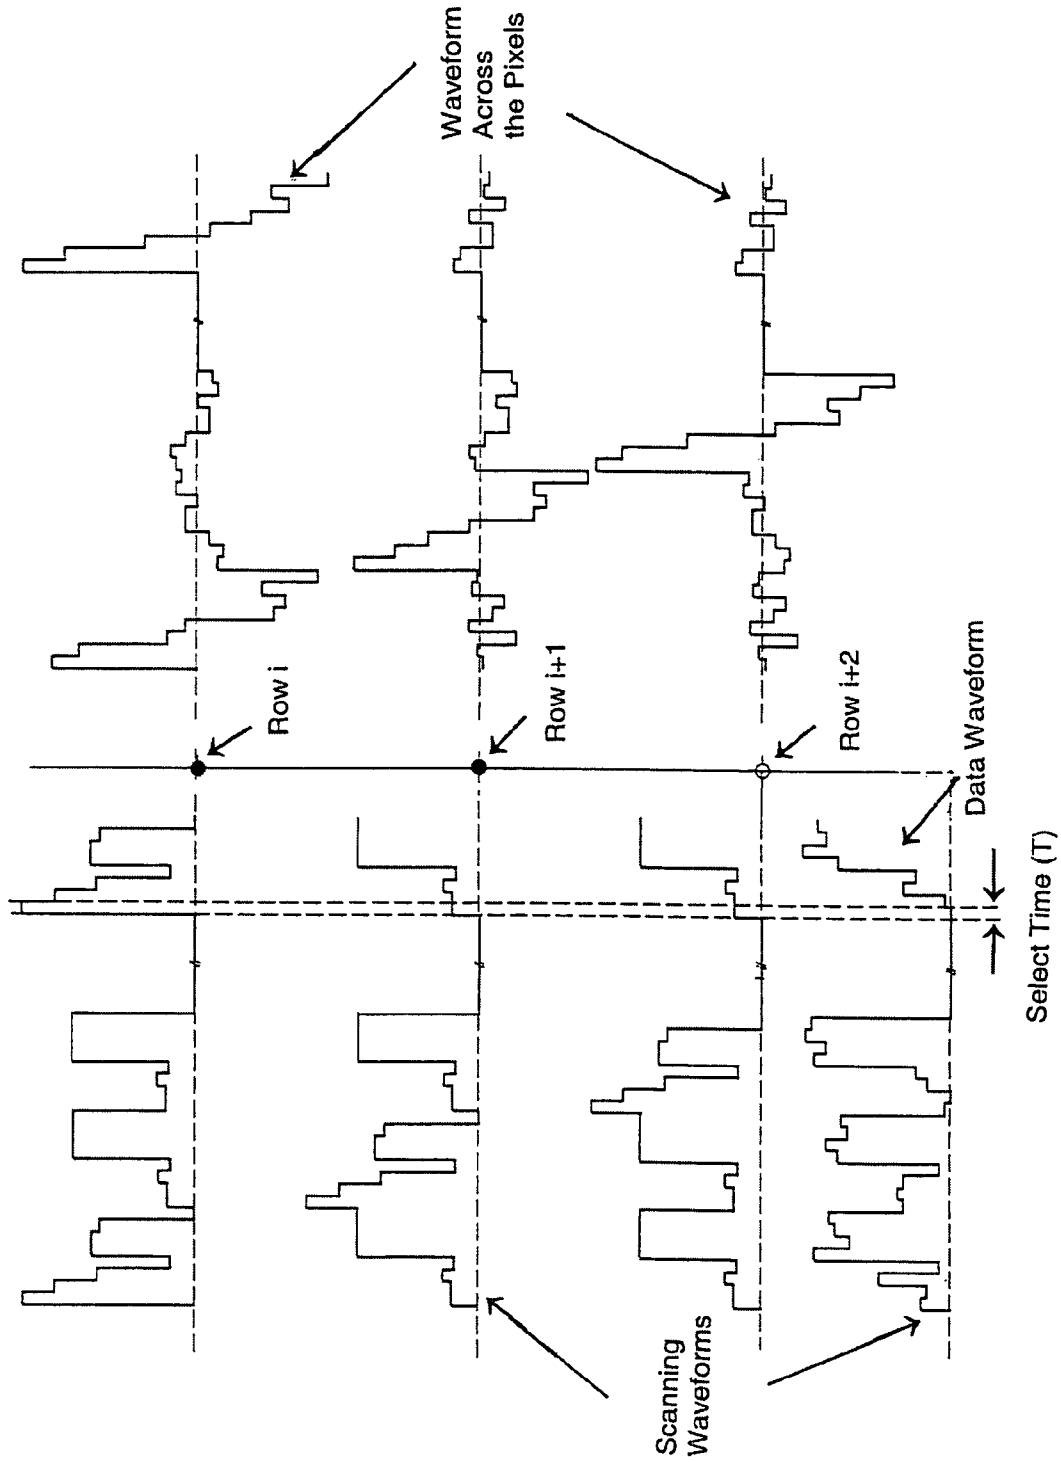 Waveform
Across
the Pixels
Row i
Row i+1
Row i+2
Data Waveform
Select Time (T)
Scanning
Waveforms